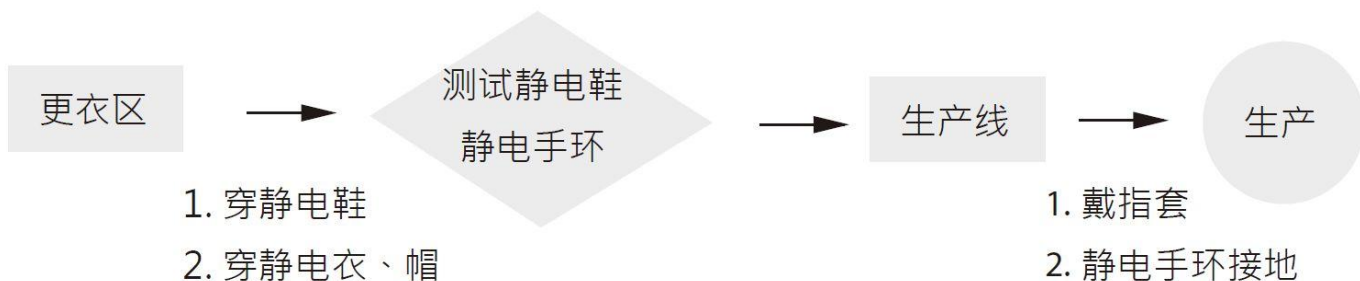 更衣区
测试静电鞋
静电手环
生产线
生产
1. 穿静电鞋
2. 穿静电衣、帽
1. 戴指套
2. 静电手环接地